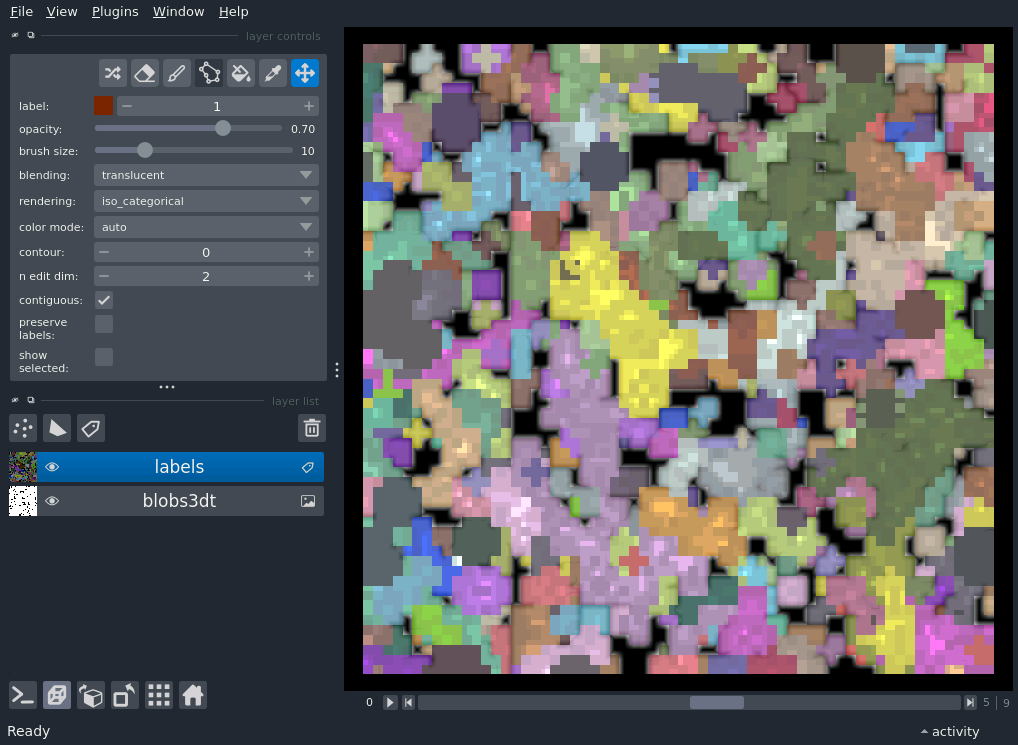 File View Plugins Window Help
layer controls
label: 1
opacity: 0.70
brush size: 10
blending: translucent
rendering: iso_categorical
color mode: auto
contour: 0
n edit dim: 2
contiguous:
preserve
labels:
show
selected:
layer list
labels
blobs3dt
0 5 9
Ready activity